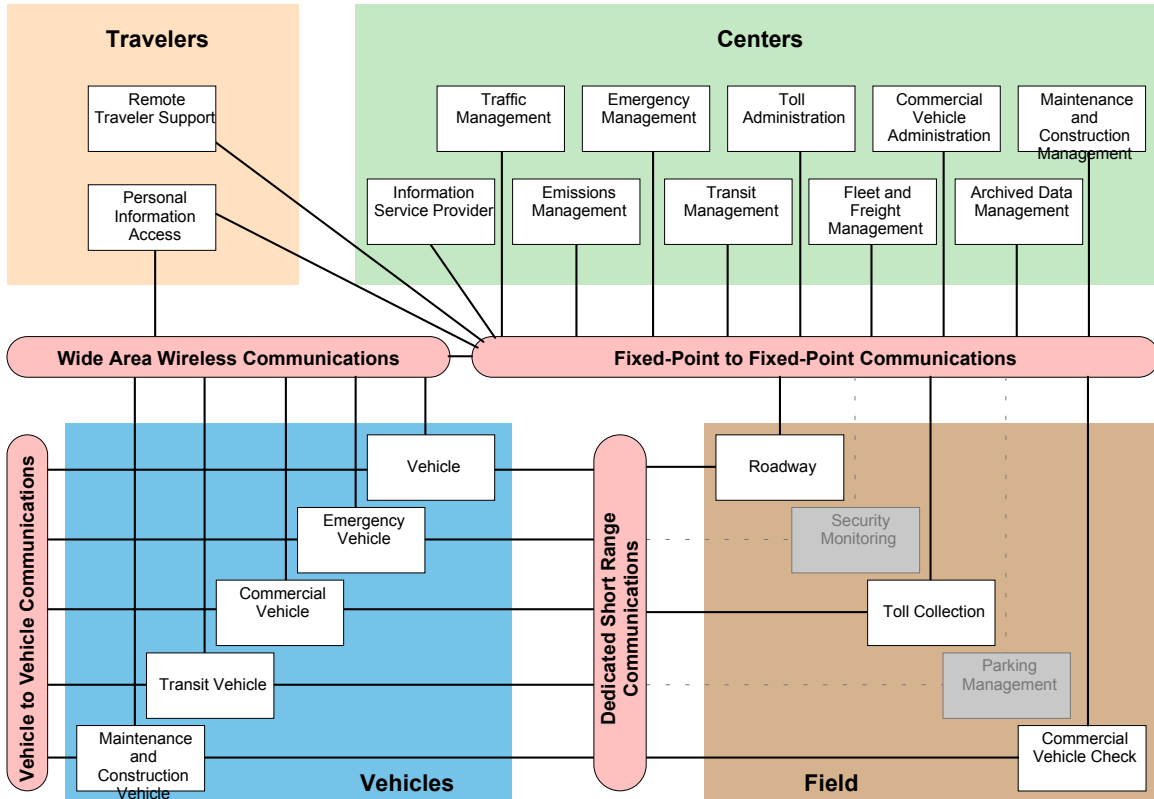 Travelers
Centers
Remote
Traveler Support
Traffic
Management
Emergency
Management
Toll
Administration
Commercial
Vehicle
Administration
Maintenance
and
Construction
Management
Personal
Information
Access
Information
Service Provider
Emissions
Management
Transit
Management
Fleet and
Freight
Management
Archived Data
Management
Wide Area Wireless Communications
Fixed-Point to Fixed-Point Communications
Vehicle to Vehicle Communications
Vehicle
Emergency
Vehicle
Commercial
Vehicle
Transit Vehicle
Maintenance
and
Construction
Vehicle
Vehicles
Dedicated Short Range
Communications
Roadway
Security
Monitoring
Toll Collection
Parking
Management
Commercial
Vehicle Check
Field